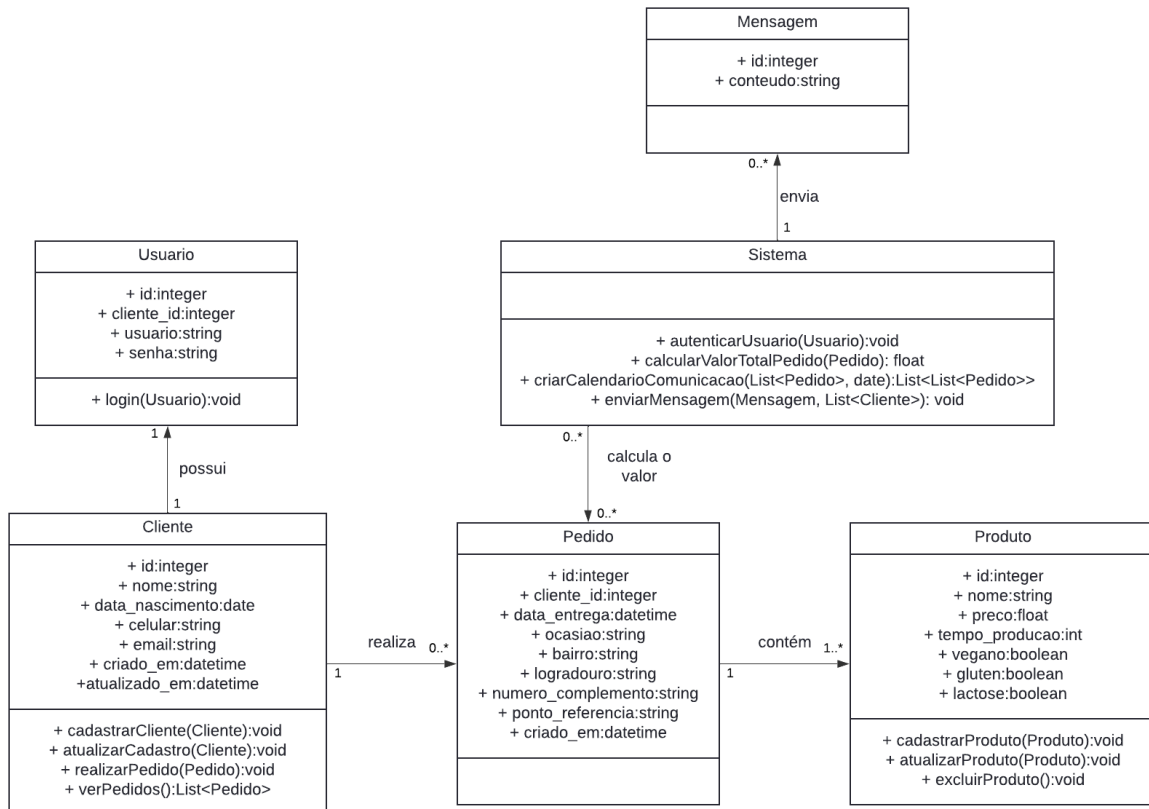 Mensagem
+ id:integer
+ conteudo:string
0..*
envia
1
Usuario
+ id:integer
+ cliente_id:integer
+ usuario:string
+ senha:string
+ login(Usuario):void
1
possui
1
Sistema
+ autenticarUsuario(Usuario):void
+ calcularValorTotalPedido(Pedido): float
+ criarCalendarioComunicacao(List<Pedido>, date):List<List<Pedido>>
+ enviarMensagem(Mensagem, List<Cliente>): void
0..*
calcula o
valor
0..*
Cliente
+ id:integer
+ nome:string
+ data_nascimento:date
+ celular:string
+ email:string
+ criado_em:datetime
+atualizado_em:datetime
+ cadastrarCliente(Cliente):void
+ atualizarCadastro(Cliente):void
+ realizarPedido(Pedido):void
+ verPedidos():List<Pedido>
realiza
1
0..*
Pedido
+ id:integer
+ cliente_id:integer
+ data_entrega:datetime
+ ocasiao:string
+ bairro:string
+ logradouro:string
+ numero_complemento:string
+ ponto_referencia:string
+ criado_em:datetime
contém
1
1..*
Produto
+ id:integer
+ nome:string
+ preco:float
+ tempo_producao:int
+ vegano:boolean
+ gluten:boolean
+ lactose:boolean
+ cadastrarProduto(Produto):void
+ atualizarProduto(Produto):void
+ excluirProduto():void